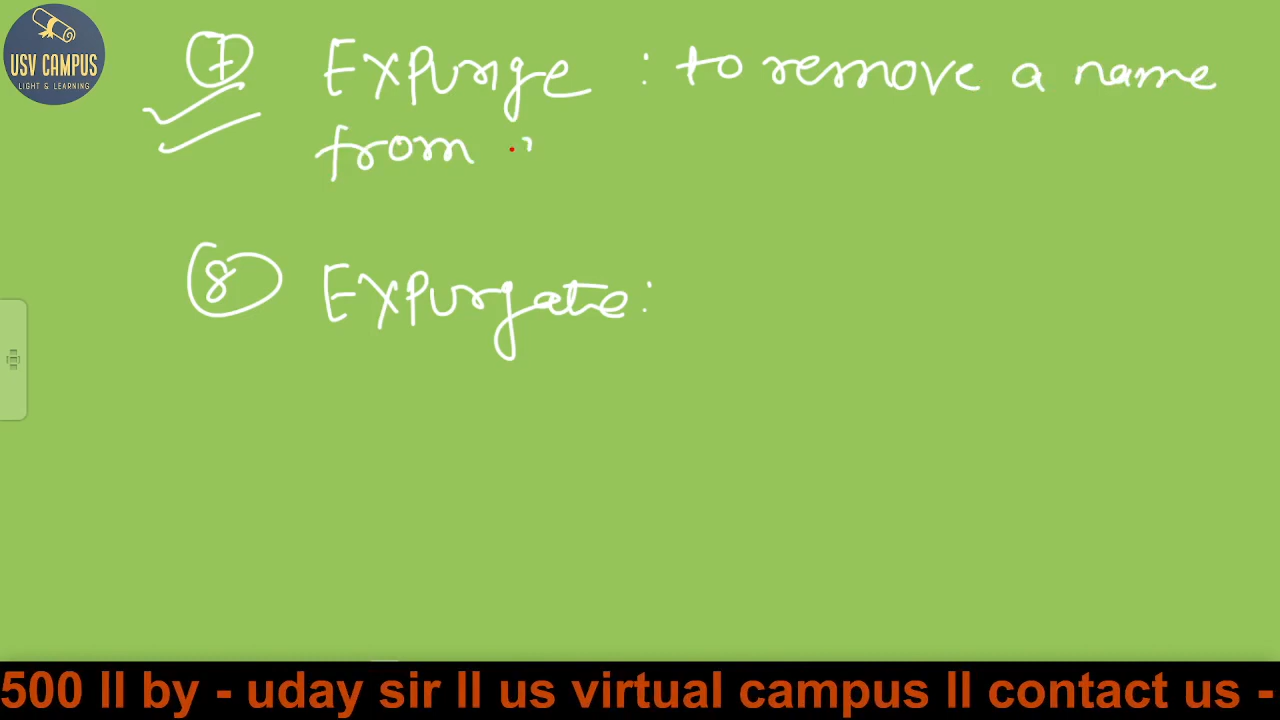 USV CAMPUS
LIGHT & LEARNING
7 Expunge : to remove a name
from
8 Expurgate :
500 ll by - uday sir ll us virtual campus ll contact us -